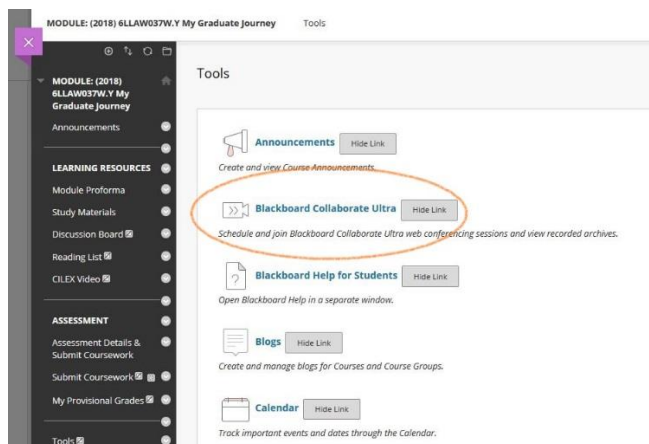 MODULE: (2018) 6LLAW037W.Y My Graduate Journey Tools
MODULE: (2018)
6LLAW037W.Y My
Graduate Journey
Announcements
LEARNING RESOURCES
Module Proforma
Study Materials
Discussion Board
Reading List
CILEX Video
ASSESSMENT
Assessment Details &
Submit Coursework
Submit Coursework
My Provisional Grades
Tools
Tools
Announcements Hide Link
Create and view Course Announcements.
Blackboard Collaborate Ultra Hide Link
Schedule and join Blackboard Collaborate Ultra web conferencing sessions and view recorded archives.
Blackboard Help for Students Hide Link
Open Blackboard Help in a separate window.
Blogs Hide Link
Create and manage blogs for Courses and Course Groups.
Calendar Hide Link
Track important events and dates through the Calendar.